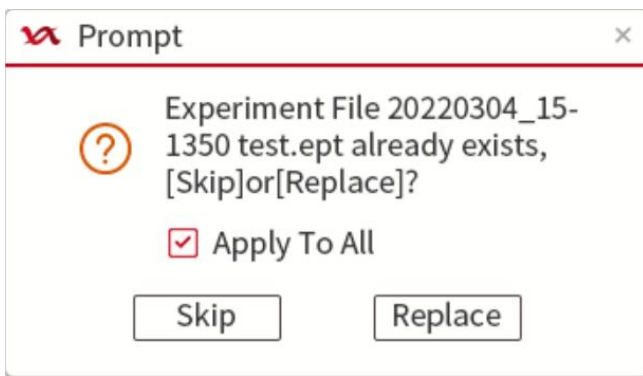 Prompt
Experiment File 20220304_15-
1350 test.ept already exists,
[Skip]or[Replace]?
Apply To All
Skip
Replace